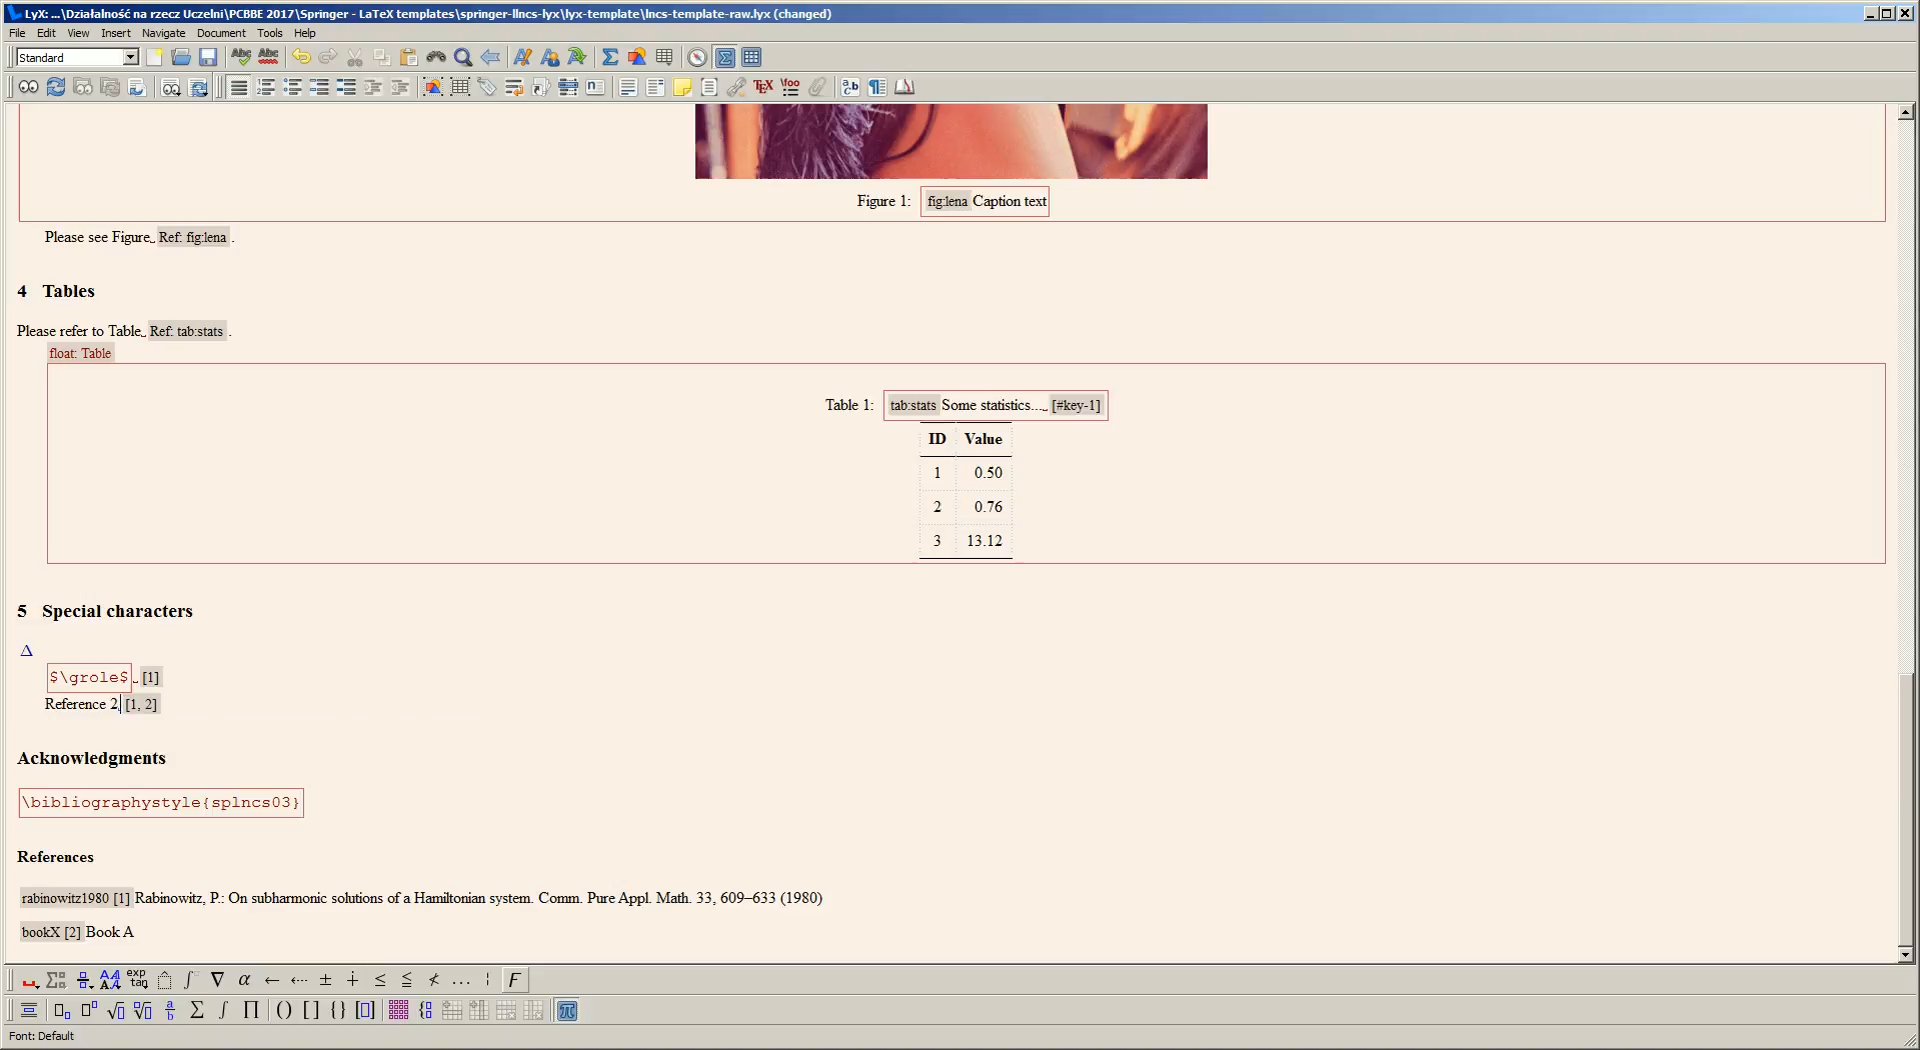 LyX: ...\Działalność na rzecz Uczelni\PCBBE 2017\Springer - LaTeX templates\springer-llncs-lyx\lyx-template\lncs-template-raw.lyx (changed)
File Edit View Insert Navigate Document Tools Help
Standard
Figure 1: fig:lena Caption text
Please see Figure Ref: fig:lena .
4 Tables
Please refer to Table Ref: tab:stats .
float: Table
Table 1: tab:stats Some statistics... [#key-1]
ID Value
1 0.50
2 0.76
3 13.12
5 Special characters
Δ
$\grole$ [1]
Reference 2 [1, 2]
Acknowledgments
\bibliographystyle{splncs03}
References
rabinowitz1980 [1] Rabinowitz, P.: On subharmonic solutions of a Hamiltonian system. Comm. Pure Appl. Math. 33, 609–633 (1980)
bookX [2] Book A
Font: Default